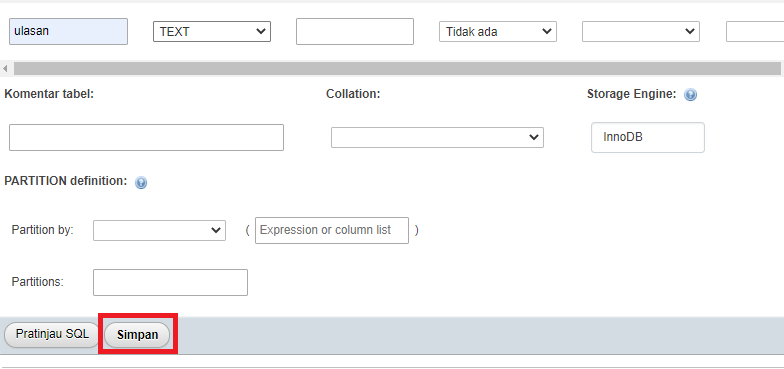 ulasan TEXT Tidak ada
Komentar tabel: Collation: Storage Engine:
InnoDB
PARTITION definition:
Partition by: ( Expression or column list )
Partitions:
Pratinjau SQL Simpan